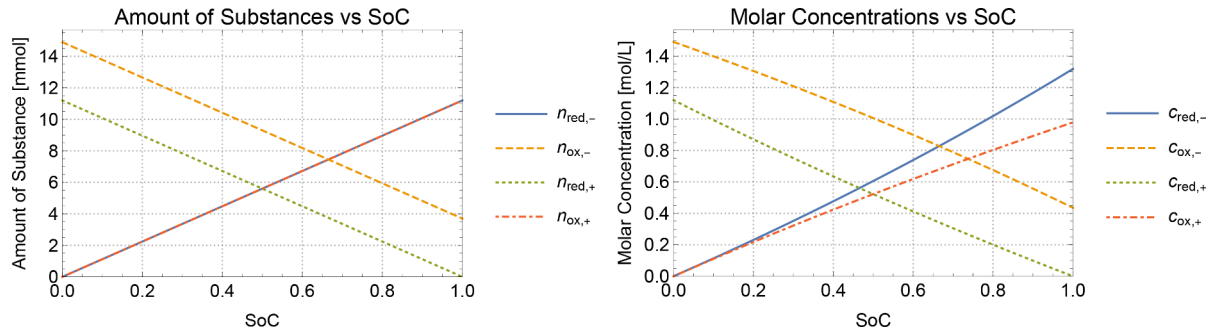 Amount of Substances vs SoC
Amount of Substance [mmol]
14
12
10
8
6
4
2
0
0.0 0.2 0.4 0.6 0.8 1.0
SoC
n_red,-
n_ox,-
n_red,+
n_ox,+
Molar Concentrations vs SoC
Molar Concentration [mol/L]
1.4
1.2
1.0
0.8
0.6
0.4
0.2
0.0
0.0 0.2 0.4 0.6 0.8 1.0
SoC
c_red,-
c_ox,-
c_red,+
c_ox,+